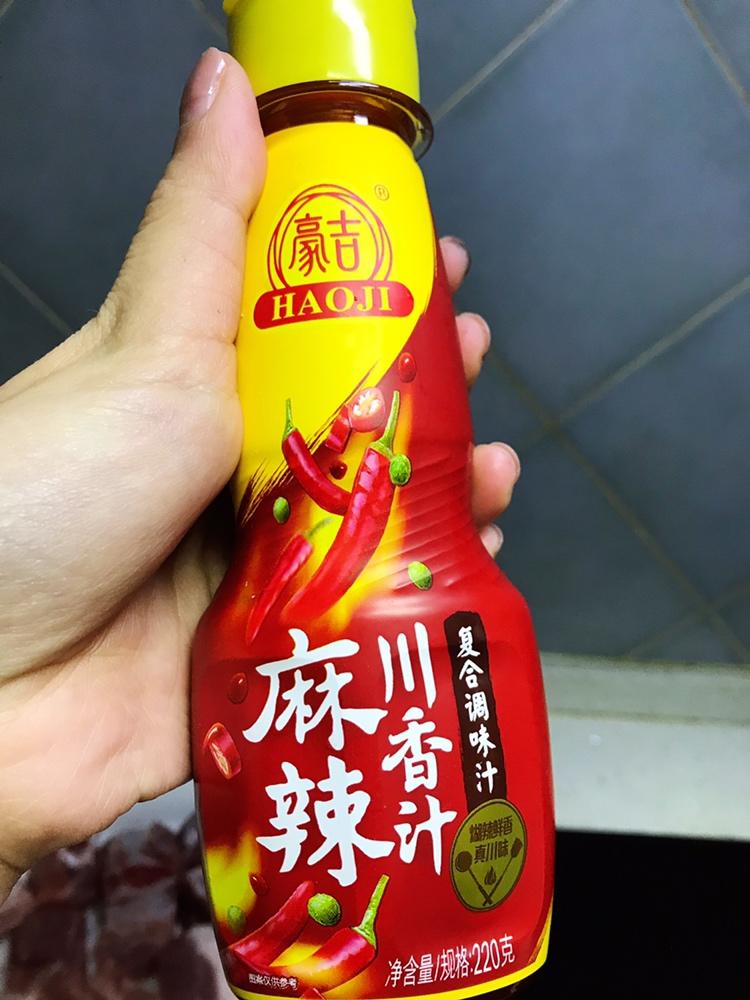 豪吉
®
HAOJI
川香汁
麻辣
复合调味汁
煳辣鲜香
真川味
净含量/规格:220克
图案仅供参考